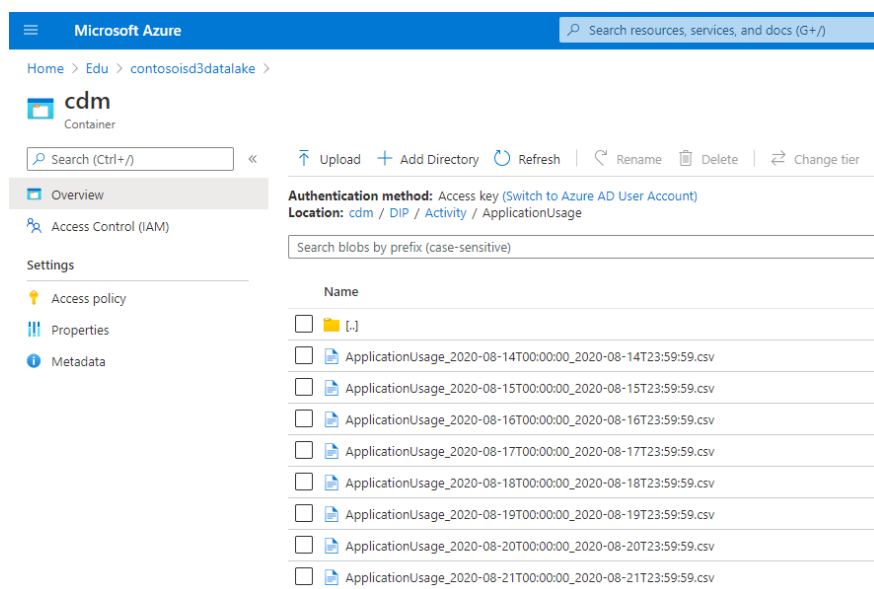 Microsoft Azure
Search resources, services, and docs (G+/)
Home > Edu > contosoisd3datalake >
cdm
Container
Search (Ctrl+/)
«
Overview
Access Control (IAM)
Settings
Access policy
Properties
Metadata
Upload + Add Directory Refresh Rename Delete Change tier
Authentication method: Access key (Switch to Azure AD User Account)
Location: cdm / DIP / Activity / ApplicationUsage
Search blobs by prefix (case-sensitive)
Name
[..]
ApplicationUsage_2020-08-14T00:00:00_2020-08-14T23:59:59.csv
ApplicationUsage_2020-08-15T00:00:00_2020-08-15T23:59:59.csv
ApplicationUsage_2020-08-16T00:00:00_2020-08-16T23:59:59.csv
ApplicationUsage_2020-08-17T00:00:00_2020-08-17T23:59:59.csv
ApplicationUsage_2020-08-18T00:00:00_2020-08-18T23:59:59.csv
ApplicationUsage_2020-08-19T00:00:00_2020-08-19T23:59:59.csv
ApplicationUsage_2020-08-20T00:00:00_2020-08-20T23:59:59.csv
ApplicationUsage_2020-08-21T00:00:00_2020-08-21T23:59:59.csv